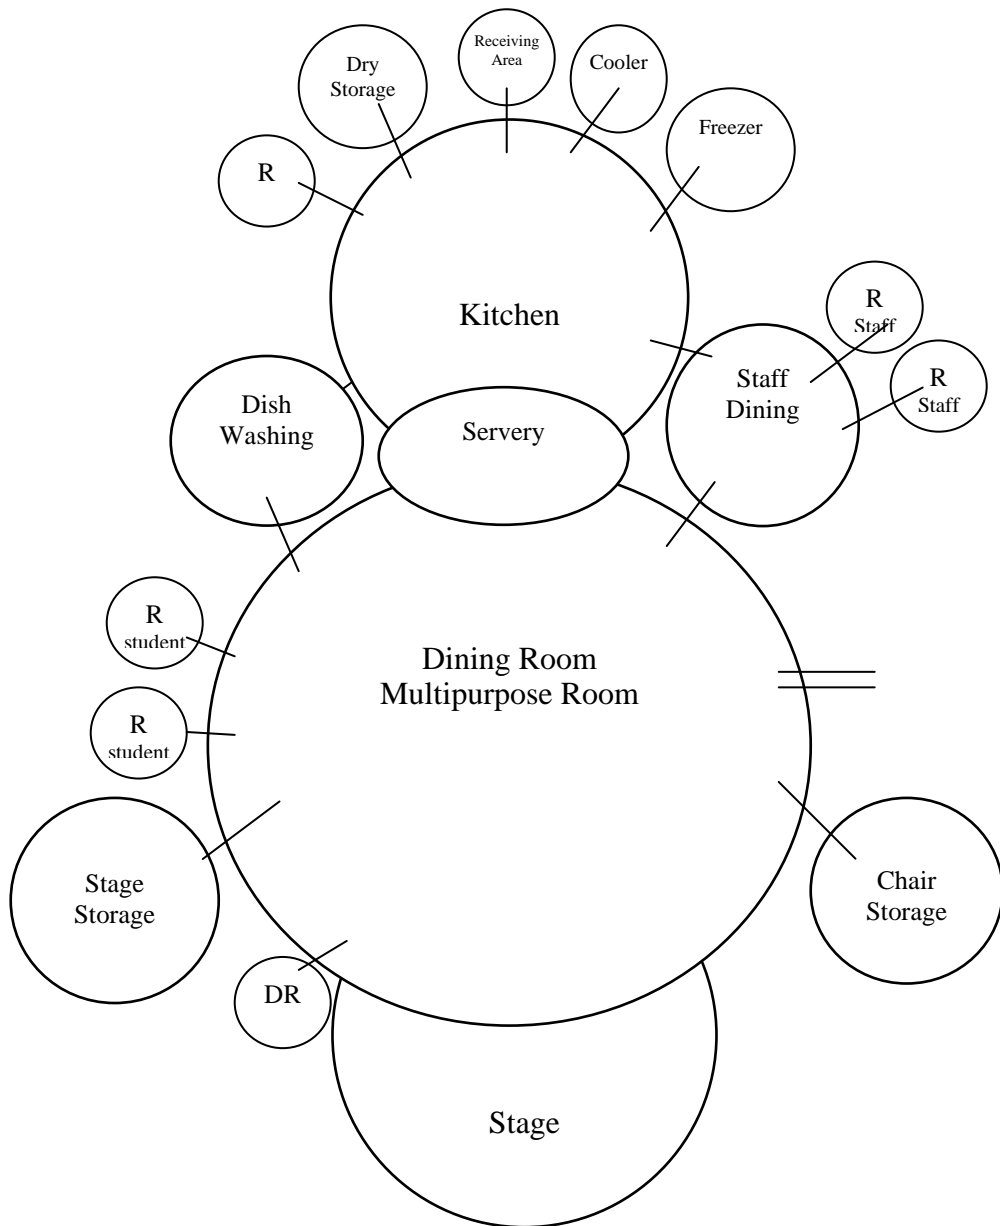 Receiving
Area
Dry
Storage
Cooler
Freezer
R
Kitchen
R
Staff
R
Staff
Staff
Dining
Dish
Washing
Servery
R
student
Dining Room
Multipurpose Room
R
student
Stage
Storage
Chair
Storage
DR
Stage